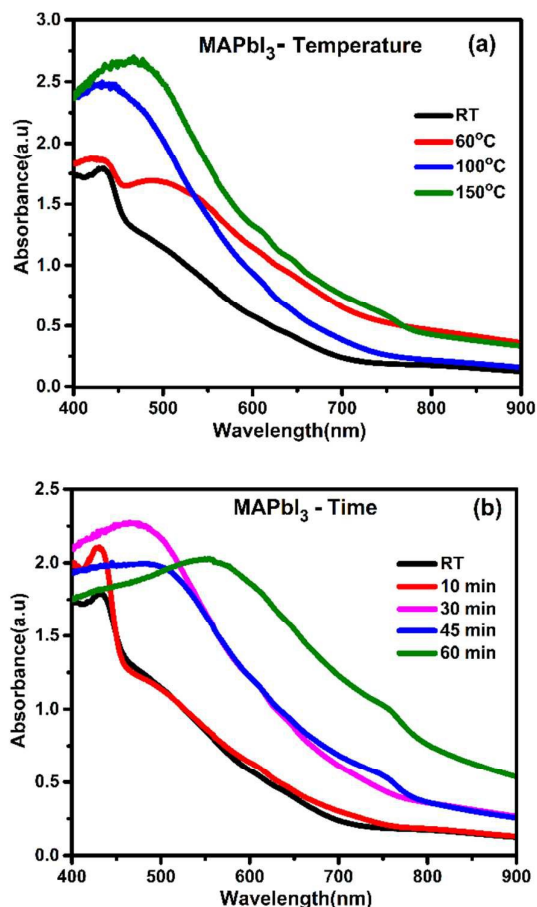 MAPbI₃ - Temperature
(a)
RT
60°C
100°C
150°C
Absorbance(a.u)
3.0
2.5
2.0
1.5
1.0
0.5
0.0
400 500 600 700 800 900
Wavelength(nm)
MAPbI₃ - Time
(b)
RT
10 min
30 min
45 min
60 min
Absorbance(a.u)
2.5
2.0
1.5
1.0
0.5
0.0
400 500 600 700 800 900
Wavelength(nm)